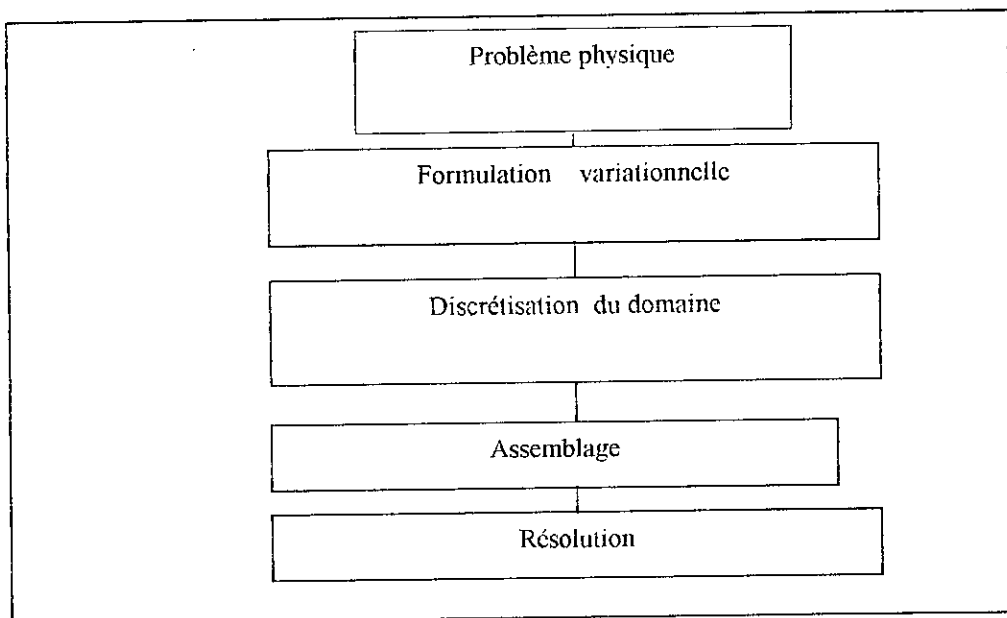 Problème physique
Formulation variationnelle
Discrétisation du domaine
Assemblage
Résolution